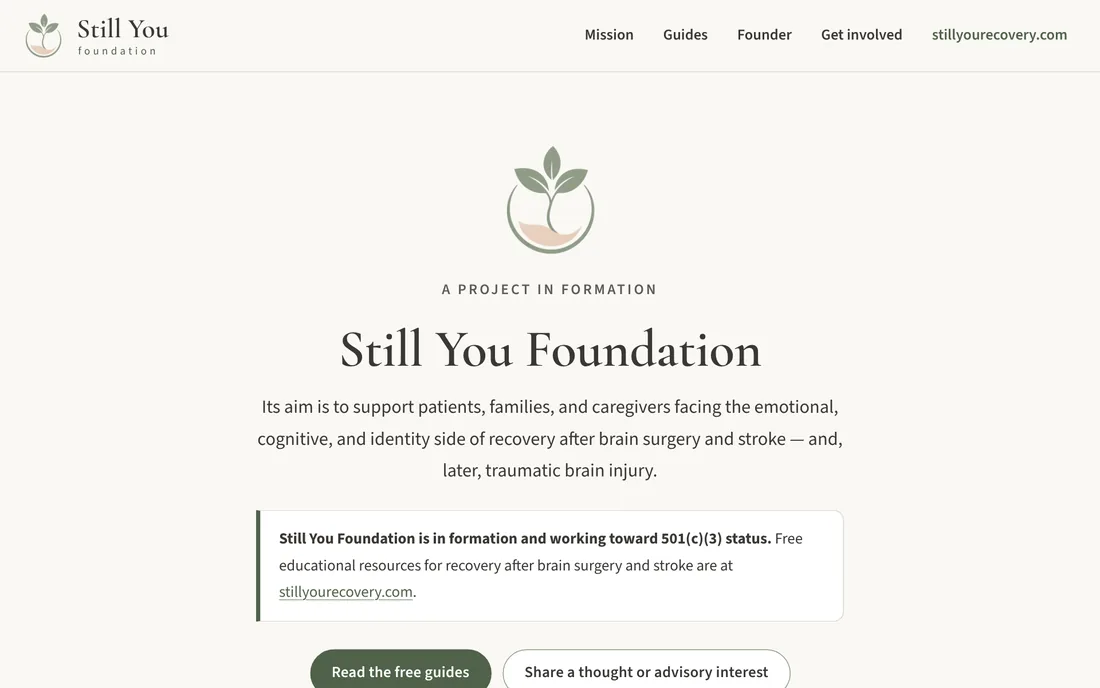 Still You
foundation
Mission
Guides
Founder
Get involved
stillyourecovery.com
A PROJECT IN FORMATION
Still You Foundation
Its aim is to support patients, families, and caregivers facing the emotional,
cognitive, and identity side of recovery after brain surgery and stroke — and,
later, traumatic brain injury.
Still You Foundation is in formation and working toward 501(c)(3) status. Free
educational resources for recovery after brain surgery and stroke are at
stillyourecovery.com.
Read the free guides
Share a thought or advisory interest